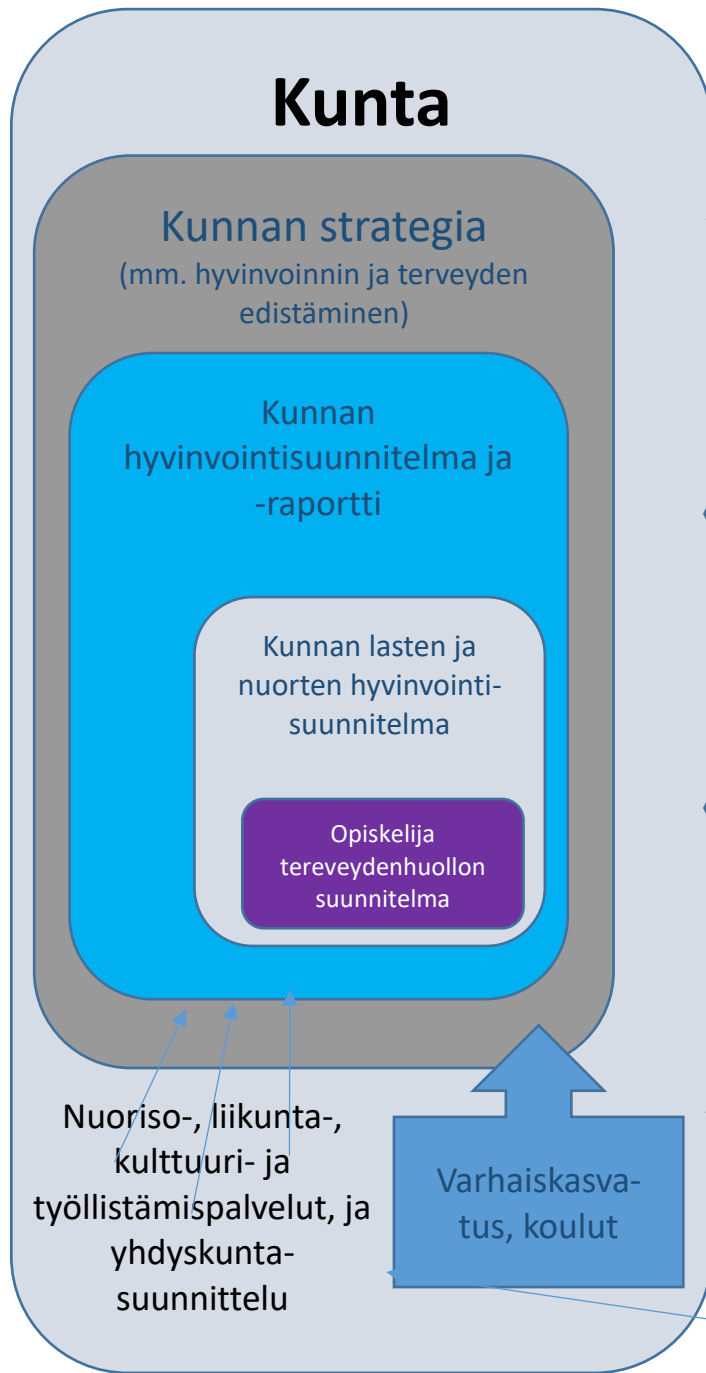 Kunta
Kunnan strategia
(mm. hyvinvoinnin ja terveyden
edistäminen)
Kunnan
hyvinvointisuunnitelma ja
-raportti
Kunnan lasten ja
nuorten hyvinvointi-
suunnitelma
Opiskelija
tereveydenhuollon
suunnitelma
Nuoriso-, liikunta-,
kulttuuri- ja
työllistämispalvelut, ja
yhdyskunta-
suunnittelu
Varhaiskasva-
tus, koulut